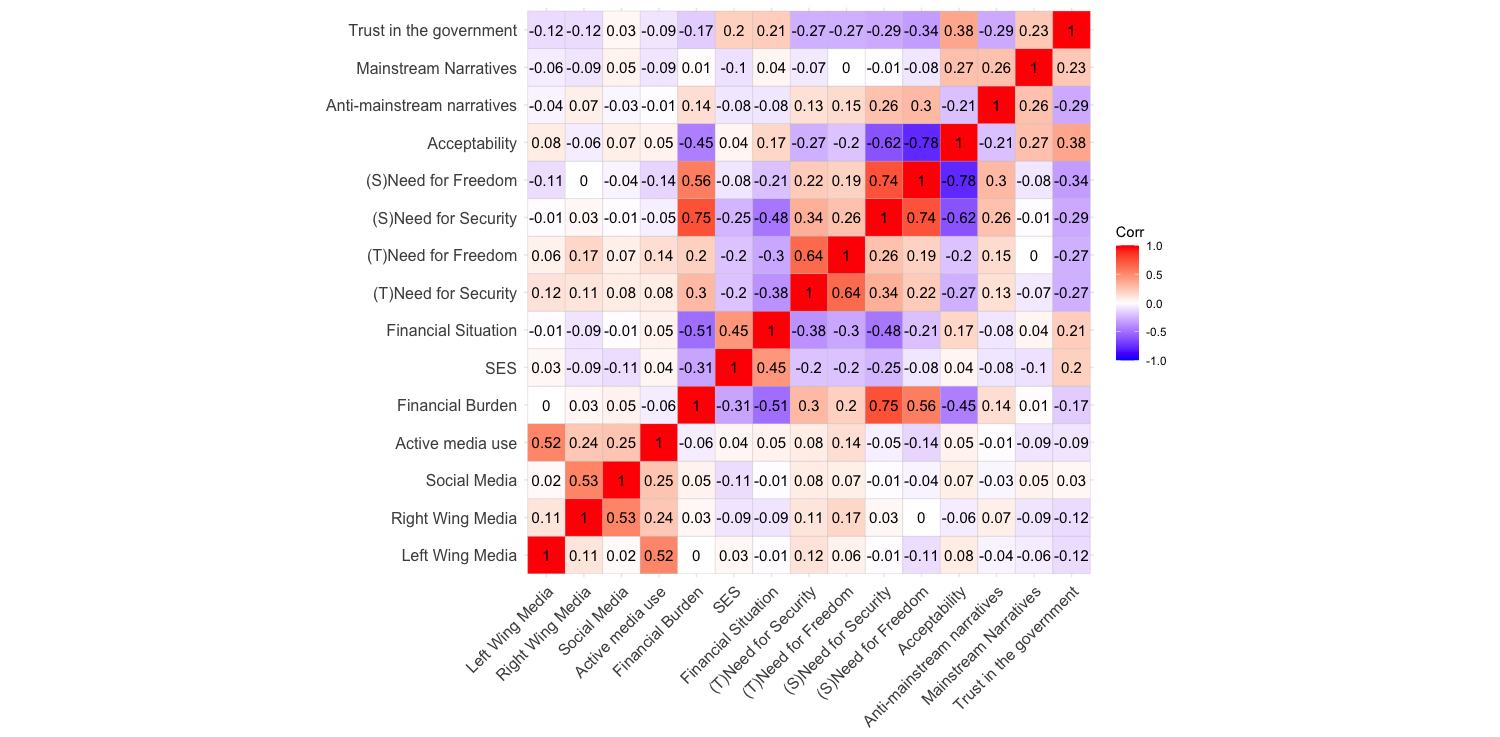 Trust in the government -0.12 -0.12 0.03 -0.09 -0.17 0.2 0.21 -0.27 -0.27 -0.29 -0.34 0.38 -0.29 0.23 1
Mainstream Narratives -0.06 -0.09 0.05 -0.09 0.01 -0.1 0.04 -0.07 0 -0.01 -0.08 0.27 0.26 1 0.23
Anti-mainstream narratives -0.04 0.07 -0.03 -0.01 0.14 -0.08 -0.08 0.13 0.15 0.26 0.3 -0.21 1 0.26 -0.29
Acceptability 0.08 -0.06 0.07 0.05 -0.45 0.04 0.17 -0.27 -0.2 -0.62 -0.78 1 -0.21 0.27 0.38
(S)Need for Freedom -0.11 0 -0.04 -0.14 0.56 -0.08 -0.21 0.22 0.19 0.74 1 -0.78 0.3 -0.08 -0.34
(S)Need for Security -0.01 0.03 -0.01 -0.05 0.75 -0.25 -0.48 0.34 0.26 1 0.74 -0.62 0.26 -0.01 -0.29
(T)Need for Freedom 0.06 0.17 0.07 0.14 0.2 -0.2 -0.3 0.64 1 0.26 0.19 -0.2 0.15 0 -0.27
(T)Need for Security 0.12 0.11 0.08 0.08 0.3 -0.2 -0.38 1 0.64 0.34 0.22 -0.27 0.13 -0.07 -0.27
Financial Situation -0.01 -0.09 -0.01 0.05 -0.51 0.45 1 -0.38 -0.3 -0.48 -0.21 0.17 -0.08 0.04 0.21
SES 0.03 -0.09 -0.11 0.04 -0.31 1 0.45 -0.2 -0.2 -0.25 -0.08 0.04 -0.08 -0.1 0.2
Financial Burden 0 0.03 0.05 -0.06 1 -0.31 -0.51 0.3 0.2 0.75 0.56 -0.45 0.14 0.01 -0.17
Active media use 0.52 0.24 0.25 1 -0.06 0.04 0.05 0.08 0.14 -0.05 -0.14 0.05 -0.01 -0.09 -0.09
Social Media 0.02 0.53 1 0.25 0.05 -0.11 -0.01 0.08 0.07 -0.01 -0.04 0.07 -0.03 0.05 0.03
Right Wing Media 0.11 1 0.53 0.24 0.03 -0.09 -0.09 0.11 0.17 0.03 0 -0.06 0.07 -0.09 -0.12
Left Wing Media 1 0.11 0.02 0.52 0 0.03 -0.01 0.12 0.06 -0.01 -0.11 0.08 -0.04 -0.06 -0.12
Left Wing Media
Right Wing Media
Social Media
Active media use
Financial Burden
SES
Financial Situation
(T)Need for Security
(T)Need for Freedom
(S)Need for Security
(S)Need for Freedom
Acceptability
Anti-mainstream narratives
Mainstream Narratives
Trust in the government
Corr
1.0
0.5
0.0
-0.5
-1.0